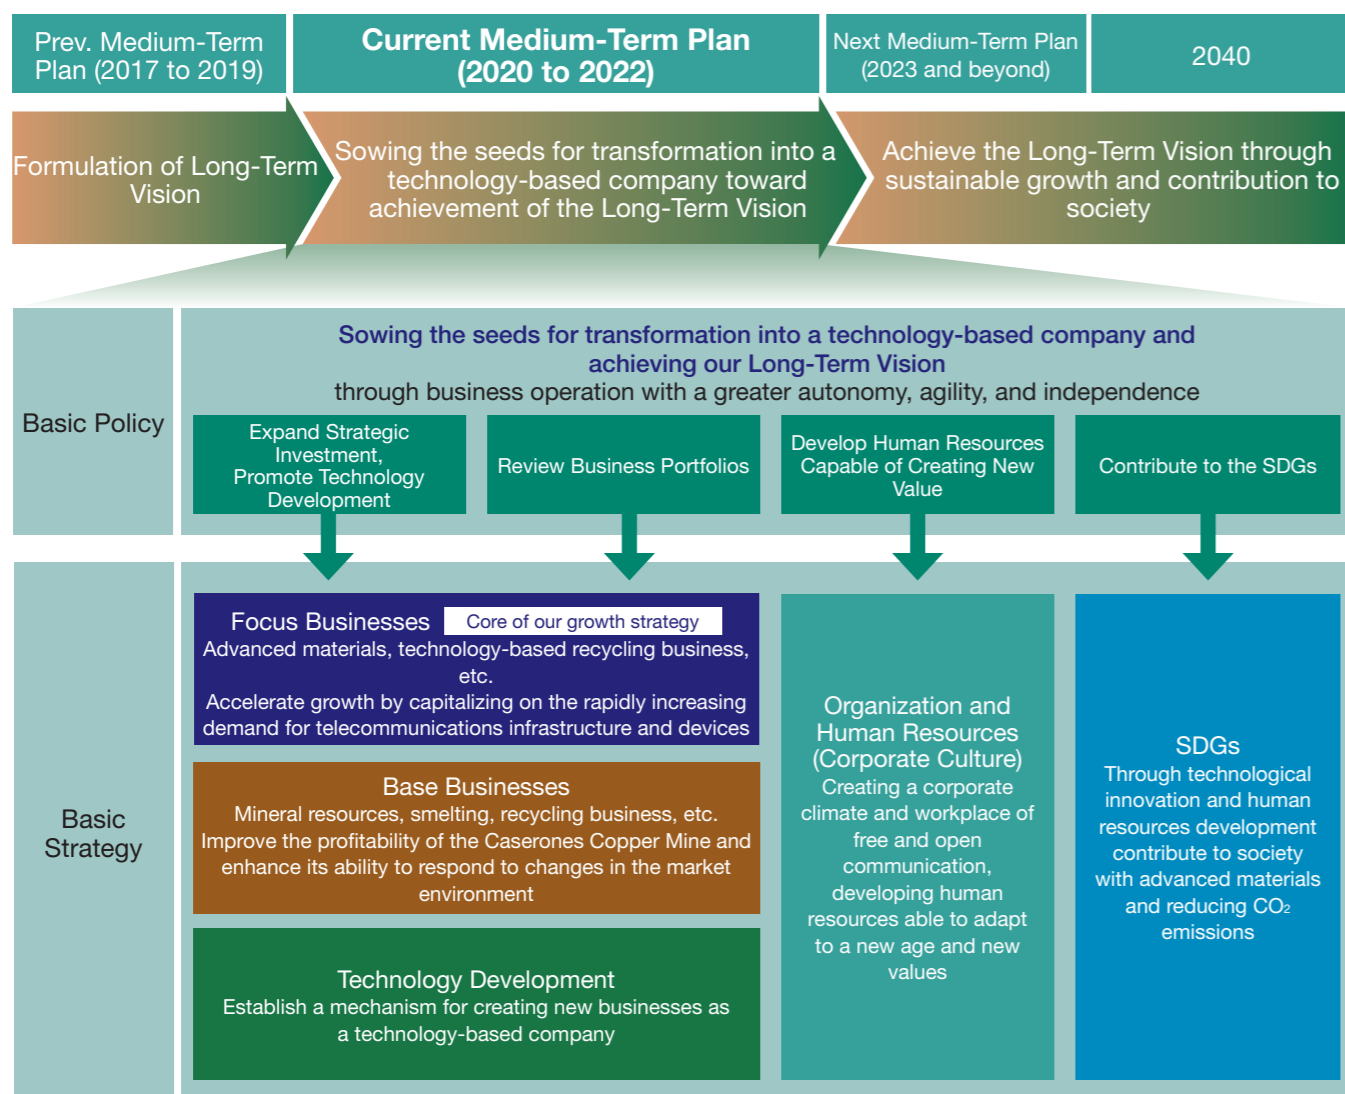 Prev. Medium-Term
Plan (2017 to 2019)
Current Medium-Term Plan
(2020 to 2022)
Next Medium-Term Plan
(2023 and beyond)
2040
Formulation of Long-Term
Vision
Sowing the seeds for transformation into a
technology-based company toward
achievement of the Long-Term Vision
Achieve the Long-Term Vision through
sustainable growth and contribution to
society
Basic Policy
Sowing the seeds for transformation into a technology-based company and
achieving our Long-Term Vision
through business operation with a greater autonomy, agility, and independence
Expand Strategic
Investment,
Promote Technology
Development
Review Business Portfolios
Develop Human Resources
Capable of Creating New
Value
Contribute to the SDGs
Basic
Strategy
Focus Businesses
Core of our growth strategy
Advanced materials, technology-based recycling business,
etc.
Accelerate growth by capitalizing on the rapidly increasing
demand for telecommunications infrastructure and devices
Base Businesses
Mineral resources, smelting, recycling business, etc.
Improve the profitability of the Caserones Copper Mine and
enhance its ability to respond to changes in the market
environment
Technology Development
Establish a mechanism for creating new businesses as
a technology-based company
Organization and
Human Resources
(Corporate Culture)
Creating a corporate
climate and workplace of
free and open
communication,
developing human
resources able to adapt
to a new age and new
values
SDGs
Through technological
innovation and human
resources development
contribute to society
with advanced materials
and reducing CO₂
emissions